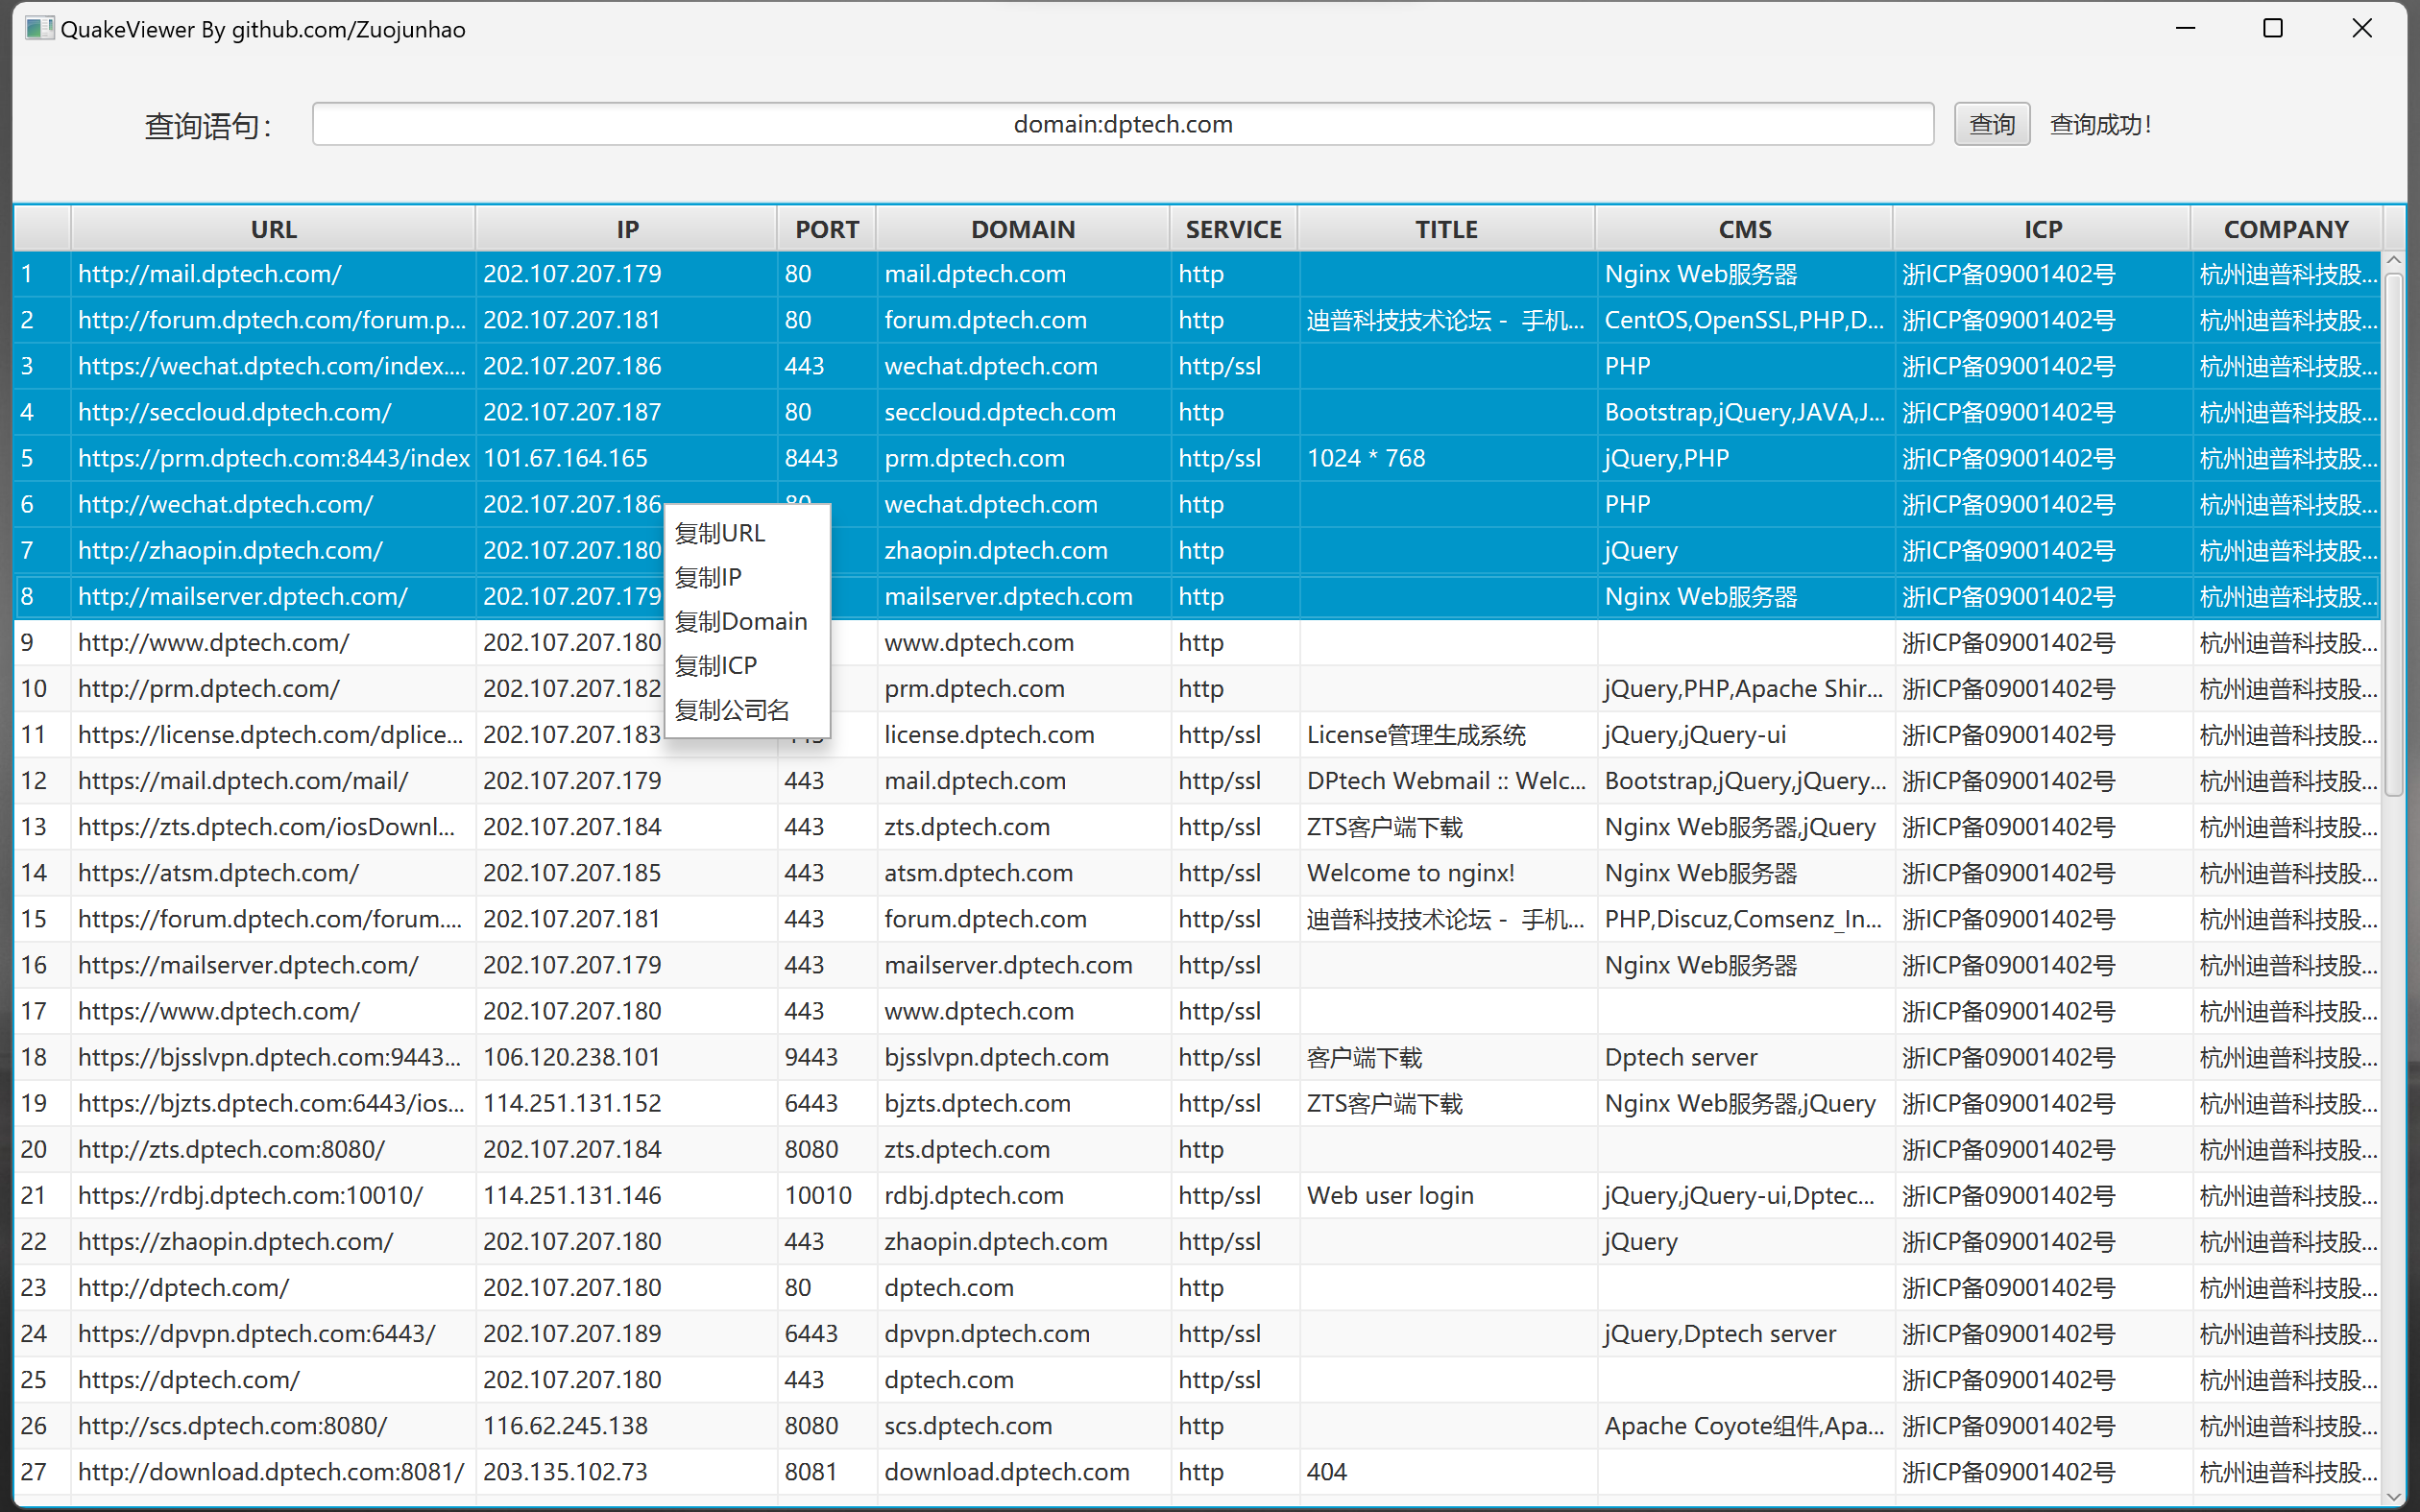 QuakeViewer By github.com/Zuojunhao
查询语句： domain:dptech.com 查询 查询成功！
URL IP PORT DOMAIN SERVICE TITLE CMS ICP COMPANY
1 http://mail.dptech.com/ 202.107.207.179 80 mail.dptech.com http Nginx Web服务器 浙ICP备09001402号 杭州迪普科技股...
2 http://forum.dptech.com/forum.p... 202.107.207.181 80 forum.dptech.com http 迪普科技技术论坛 - 手机... CentOS,OpenSSL,PHP,D... 浙ICP备09001402号 杭州迪普科技股...
3 https://wechat.dptech.com/index.... 202.107.207.186 443 wechat.dptech.com http/ssl PHP 浙ICP备09001402号 杭州迪普科技股...
4 http://seccloud.dptech.com/ 202.107.207.187 80 seccloud.dptech.com http Bootstrap,jQuery,JAVA,J... 浙ICP备09001402号 杭州迪普科技股...
5 https://prm.dptech.com:8443/index 101.67.164.165 8443 prm.dptech.com http/ssl 1024 * 768 jQuery,PHP 浙ICP备09001402号 杭州迪普科技股...
6 http://wechat.dptech.com/ 202.107.207.186 wechat.dptech.com http PHP 浙ICP备09001402号 杭州迪普科技股...
7 http://zhaopin.dptech.com/ 202.107.207.180 zhaopin.dptech.com http jQuery 浙ICP备09001402号 杭州迪普科技股...
8 http://mailserver.dptech.com/ 202.107.207.179 mailserver.dptech.com http Nginx Web服务器 浙ICP备09001402号 杭州迪普科技股...
9 http://www.dptech.com/ 202.107.207.180 www.dptech.com http 浙ICP备09001402号 杭州迪普科技股...
10 http://prm.dptech.com/ 202.107.207.182 prm.dptech.com http jQuery,PHP,Apache Shir... 浙ICP备09001402号 杭州迪普科技股...
11 https://license.dptech.com/dplice... 202.107.207.183 license.dptech.com http/ssl License管理生成系统 jQuery,jQuery-ui 浙ICP备09001402号 杭州迪普科技股...
12 https://mail.dptech.com/mail/ 202.107.207.179 443 mail.dptech.com http/ssl DPtech Webmail :: Welc... Bootstrap,jQuery,jQuery... 浙ICP备09001402号 杭州迪普科技股...
13 https://zts.dptech.com/iosDownl... 202.107.207.184 443 zts.dptech.com http/ssl ZTS客户端下载 Nginx Web服务器,jQuery 浙ICP备09001402号 杭州迪普科技股...
14 https://atsm.dptech.com/ 202.107.207.185 443 atsm.dptech.com http/ssl Welcome to nginx! Nginx Web服务器 浙ICP备09001402号 杭州迪普科技股...
15 https://forum.dptech.com/forum.... 202.107.207.181 443 forum.dptech.com http/ssl 迪普科技技术论坛 - 手机... PHP,Discuz,Comsenz_In... 浙ICP备09001402号 杭州迪普科技股...
16 https://mailserver.dptech.com/ 202.107.207.179 443 mailserver.dptech.com http/ssl Nginx Web服务器 浙ICP备09001402号 杭州迪普科技股...
17 https://www.dptech.com/ 202.107.207.180 443 www.dptech.com http/ssl 浙ICP备09001402号 杭州迪普科技股...
18 https://bjsslvpn.dptech.com:9443... 106.120.238.101 9443 bjsslvpn.dptech.com http/ssl 客户端下载 Dptech server 浙ICP备09001402号 杭州迪普科技股...
19 https://bjzts.dptech.com:6443/ios... 114.251.131.152 6443 bjzts.dptech.com http/ssl ZTS客户端下载 Nginx Web服务器,jQuery 浙ICP备09001402号 杭州迪普科技股...
20 http://zts.dptech.com:8080/ 202.107.207.184 8080 zts.dptech.com http 浙ICP备09001402号 杭州迪普科技股...
21 https://rdbj.dptech.com:10010/ 114.251.131.146 10010 rdbj.dptech.com http/ssl Web user login jQuery,jQuery-ui,Dptec... 浙ICP备09001402号 杭州迪普科技股...
22 https://zhaopin.dptech.com/ 202.107.207.180 443 zhaopin.dptech.com http/ssl jQuery 浙ICP备09001402号 杭州迪普科技股...
23 http://dptech.com/ 202.107.207.180 80 dptech.com http 浙ICP备09001402号 杭州迪普科技股...
24 https://dpvpn.dptech.com:6443/ 202.107.207.189 6443 dpvpn.dptech.com http/ssl jQuery,Dptech server 浙ICP备09001402号 杭州迪普科技股...
25 https://dptech.com/ 202.107.207.180 443 dptech.com http/ssl 浙ICP备09001402号 杭州迪普科技股...
26 http://scs.dptech.com:8080/ 116.62.245.138 8080 scs.dptech.com http Apache Coyote组件,Apa... 浙ICP备09001402号 杭州迪普科技股...
27 http://download.dptech.com:8081/ 203.135.102.73 8081 download.dptech.com http 404 浙ICP备09001402号 杭州迪普科技股...
复制URL
复制IP
复制Domain
复制ICP
复制公司名